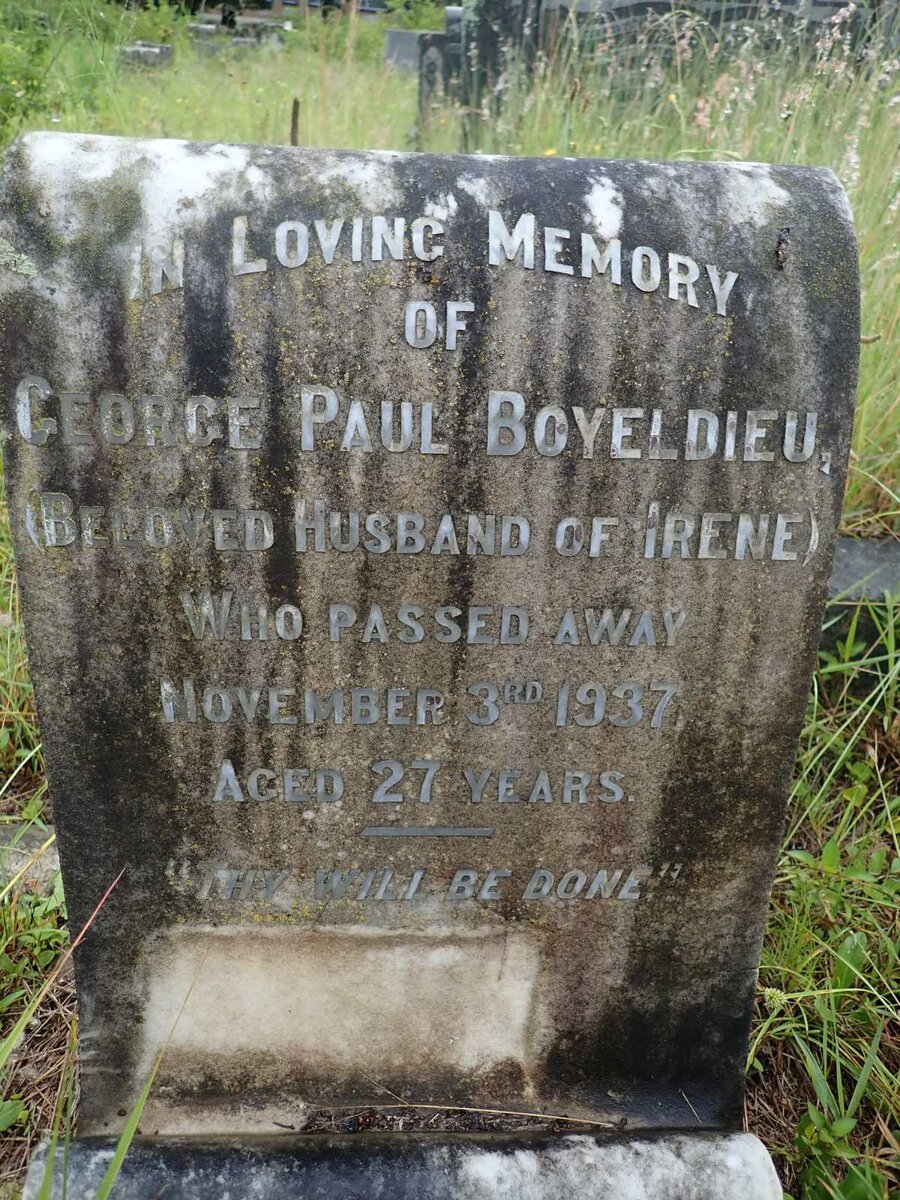 In Loving Memory
of
George Paul Boyeldieu,
(Beloved Husband of Irene)
Who passed away
November 3rd 1937.
Aged 27 years.
"Thy will be done"